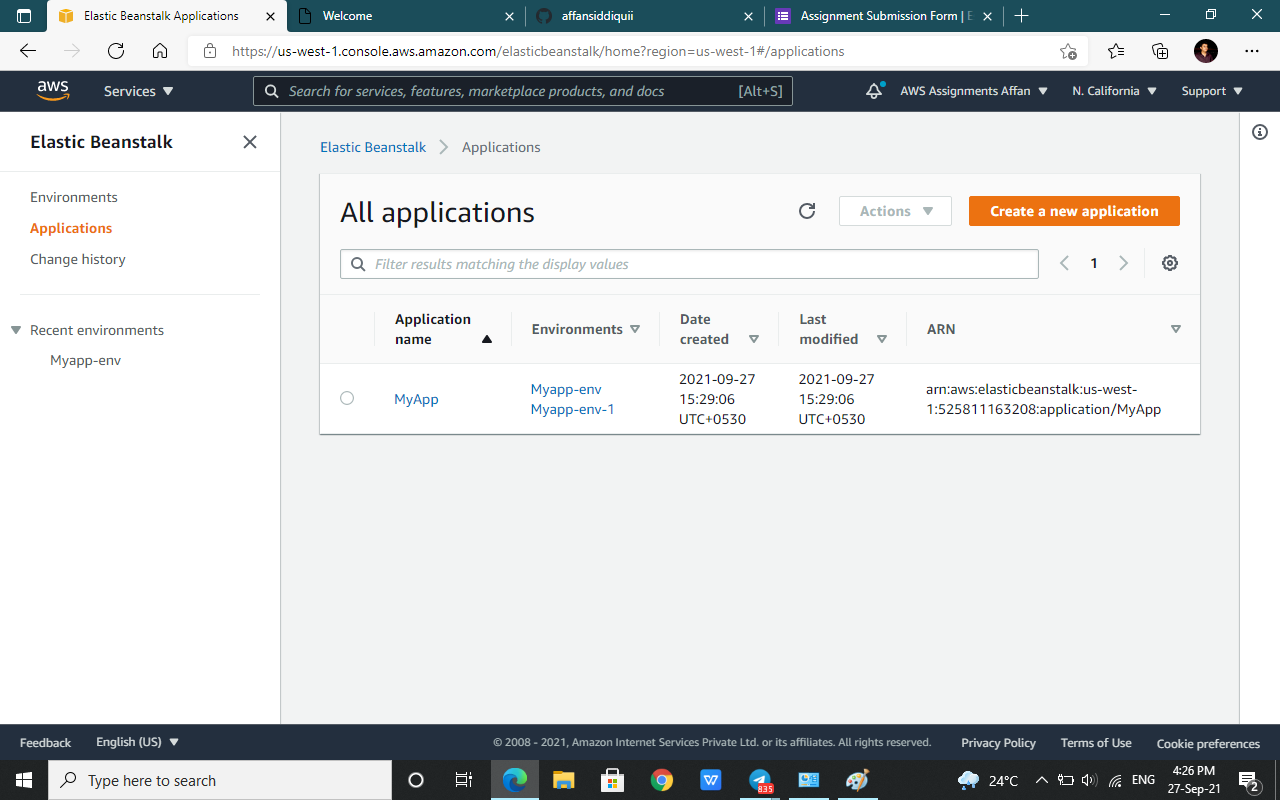 Elastic Beanstalk Applications
Welcome
affansiddiquii
Assignment Submission Form | E
https://us-west-1.console.aws.amazon.com/elasticbeanstalk/home?region=us-west-1#/applications
aws
Services
Search for services, features, marketplace products, and docs
[Alt+S]
AWS Assignments Affan
N. California
Support
Elastic Beanstalk
Environments
Applications
Change history
Recent environments
Myapp-env
Elastic Beanstalk
Applications
All applications
Actions
Create a new application
Filter results matching the display values
1
Application name
Environments
Date created
Last modified
ARN
MyApp
Myapp-env
Myapp-env-1
2021-09-27
15:29:06
UTC+0530
2021-09-27
15:29:06
UTC+0530
arn:aws:elasticbeanstalk:us-west-
1:525811163208:application/MyApp
Feedback
English (US)
© 2008 - 2021, Amazon Internet Services Private Ltd. or its affiliates. All rights reserved.
Privacy Policy
Terms of Use
Cookie preferences
Type here to search
835
24°C
ENG
4:26 PM
27-Sep-21
2